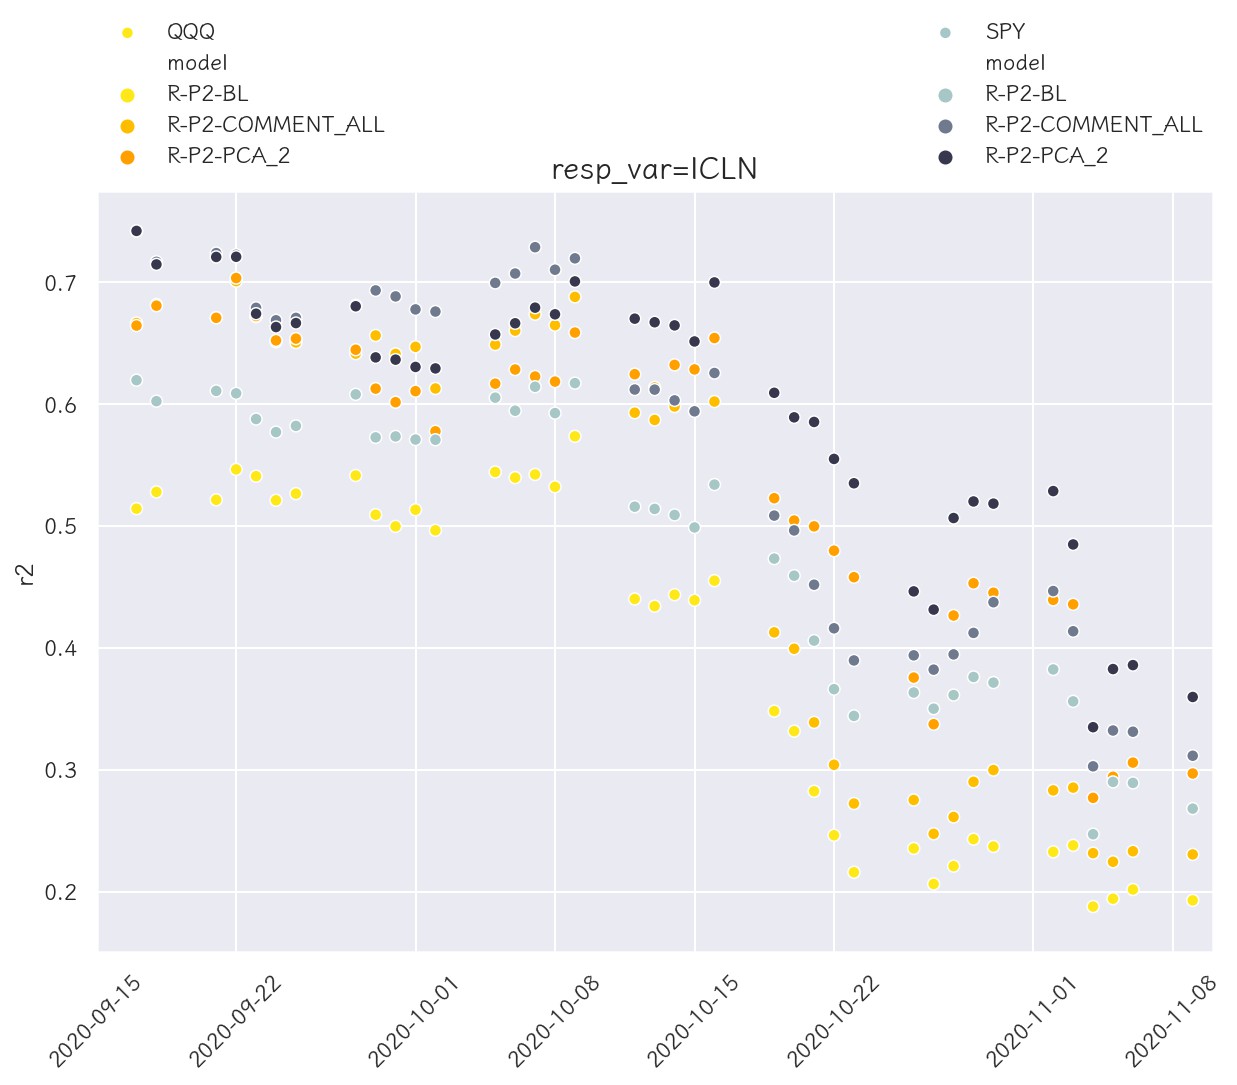 QQQ
model
R-P2-BL
R-P2-COMMENT_ALL
R-P2-PCA_2
SPY
model
R-P2-BL
R-P2-COMMENT_ALL
R-P2-PCA_2
resp_var=ICLN
r2
0.7
0.6
0.5
0.4
0.3
0.2
2020-09-15
2020-09-22
2020-10-01
2020-10-08
2020-10-15
2020-10-22
2020-11-01
2020-11-08